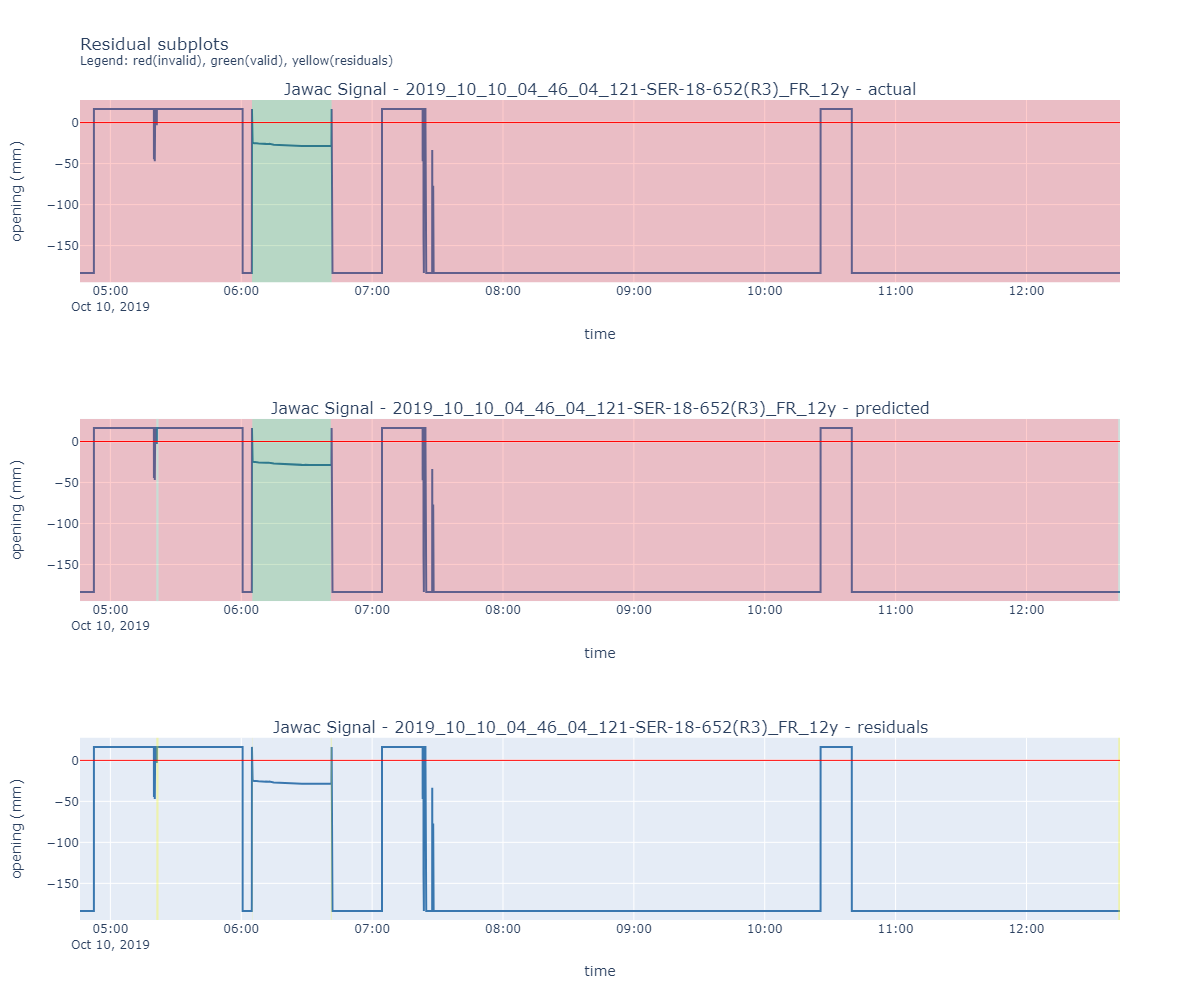 Residual subplots
Legend: red(invalid), green(valid), yellow(residuals)
Jawac Signal - 2019_10_10_04_46_04_121-SER-18-652(R3)_FR_12y - actual
opening (mm)
0
−50
−100
−150
05:00 06:00 07:00 08:00 09:00 10:00 11:00 12:00
Oct 10, 2019
time
Jawac Signal - 2019_10_10_04_46_04_121-SER-18-652(R3)_FR_12y - predicted
opening (mm)
0
−50
−100
−150
05:00 06:00 07:00 08:00 09:00 10:00 11:00 12:00
Oct 10, 2019
time
Jawac Signal - 2019_10_10_04_46_04_121-SER-18-652(R3)_FR_12y - residuals
opening (mm)
0
−50
−100
−150
05:00 06:00 07:00 08:00 09:00 10:00 11:00 12:00
Oct 10, 2019
time